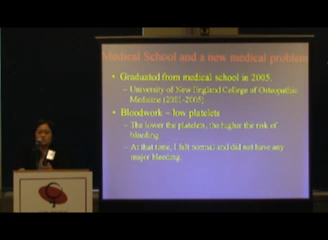 Medical School and a new medical problem
• Graduated from medical school in 2005.
– University of New England College of Osteopathic
Medicine (2001-2005)
• Bloodwork – low platelets
– The lower the platelets, the higher the risk of
bleeding.
– At that time, I felt normal and did not have any
major bleeding.